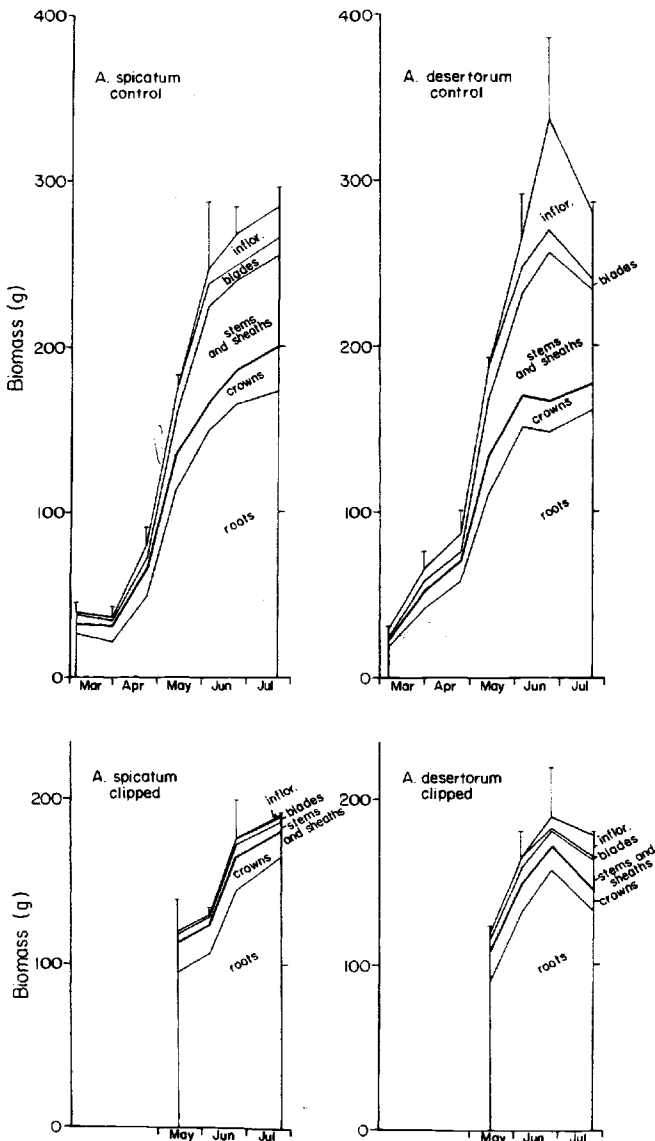 400
A. spicatum
control
300
inflor.
blades
stems
and sheaths
200
crowns
100
roots
0
Mar Apr May Jun Jul
Biomass (g)
400
A. desertorum
control
300
inflor.
blades
stems
and sheaths
200
crowns
100
roots
0
Mar Apr May Jun Jul
A. spicatum
clipped
200
inflor.
blades
stems
and sheaths
crowns
100
roots
0
May Jun Jul
Biomass (g)
A. desertorum
clipped
200
inflor.
blades
stems and
sheaths
crowns
100
roots
0
May Jun Jul